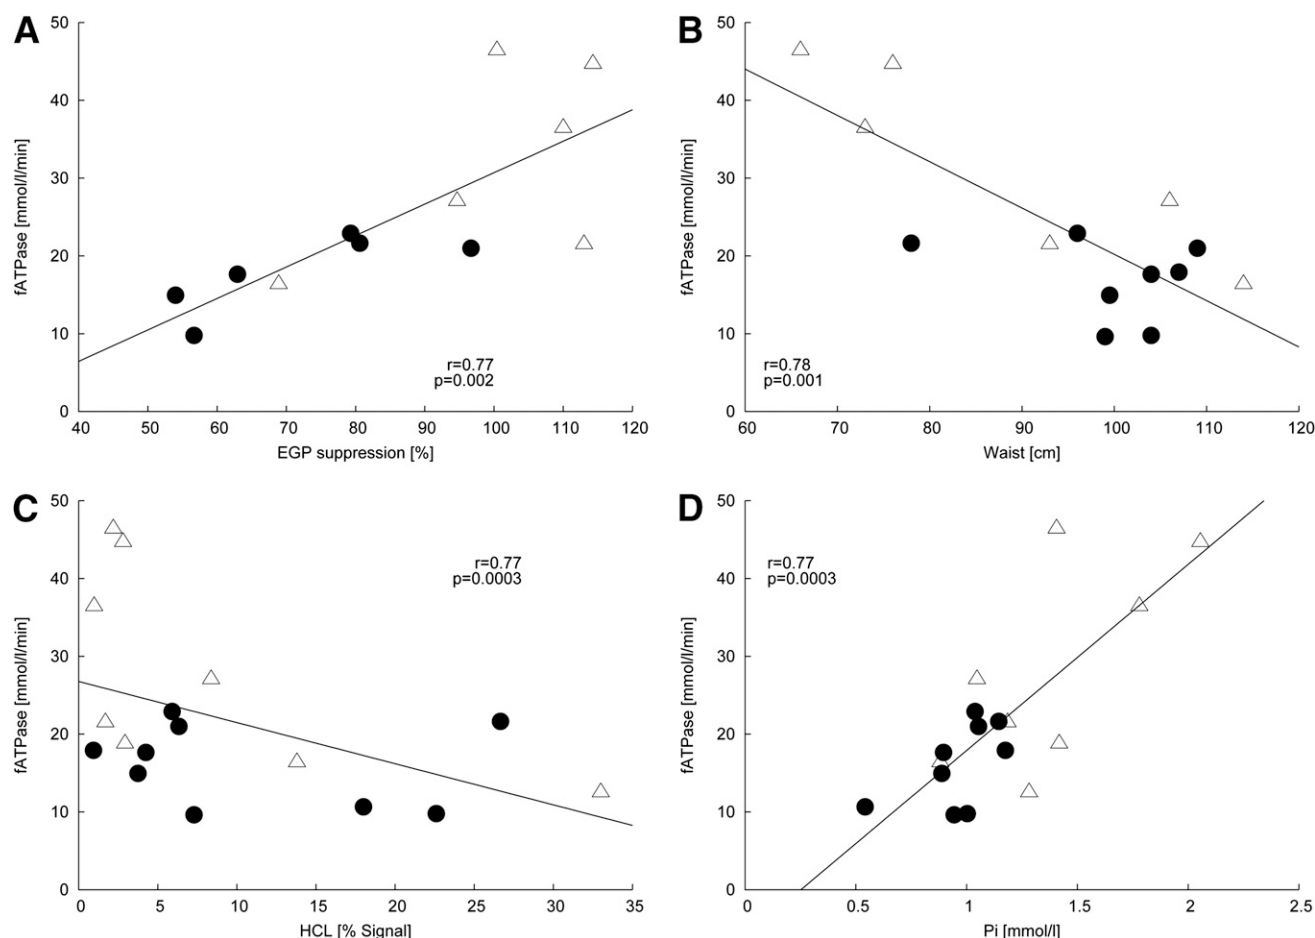 A
50
40
30
20
10
0
fATPase [mmol/l/min]
r=0.77
p=0.002
40 50 60 70 80 90 100 110 120
EGP suppression [%]
B
50
40
30
20
10
0
fATPase [mmol/l/min]
r=0.78
p=0.001
60 70 80 90 100 110 120
Waist [cm]
C
50
40
30
20
10
0
fATPase [mmol/l/min]
r=0.77
p=0.0003
0 5 10 15 20 25 30 35
HCL [% Signal]
D
50
40
30
20
10
0
fATPase [mmol/l/min]
r=0.77
p=0.0003
0 0.5 1 1.5 2 2.5
Pi [mmol/l]